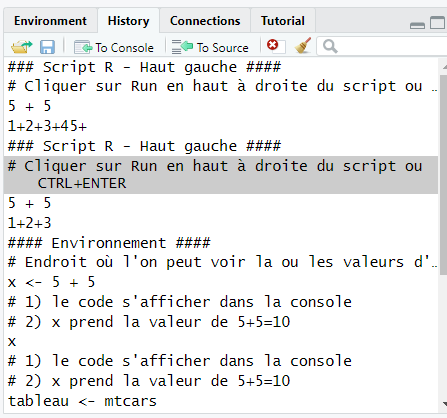 Environment History Connections Tutorial
To Console To Source
### Script R - Haut gauche ####
# Cliquer sur Run en haut à droite du script ou …
5 + 5
1+2+3+45+
### Script R - Haut gauche ####
# Cliquer sur Run en haut à droite du script ou
CTRL+ENTER
5 + 5
1+2+3
#### Environnement ####
# Endroit où l'on peut voir la ou les valeurs d'…
x <- 5 + 5
# 1) le code s'afficher dans la console
# 2) x prend la valeur de 5+5=10
x
# 1) le code s'afficher dans la console
# 2) x prend la valeur de 5+5=10
tableau <- mtcars